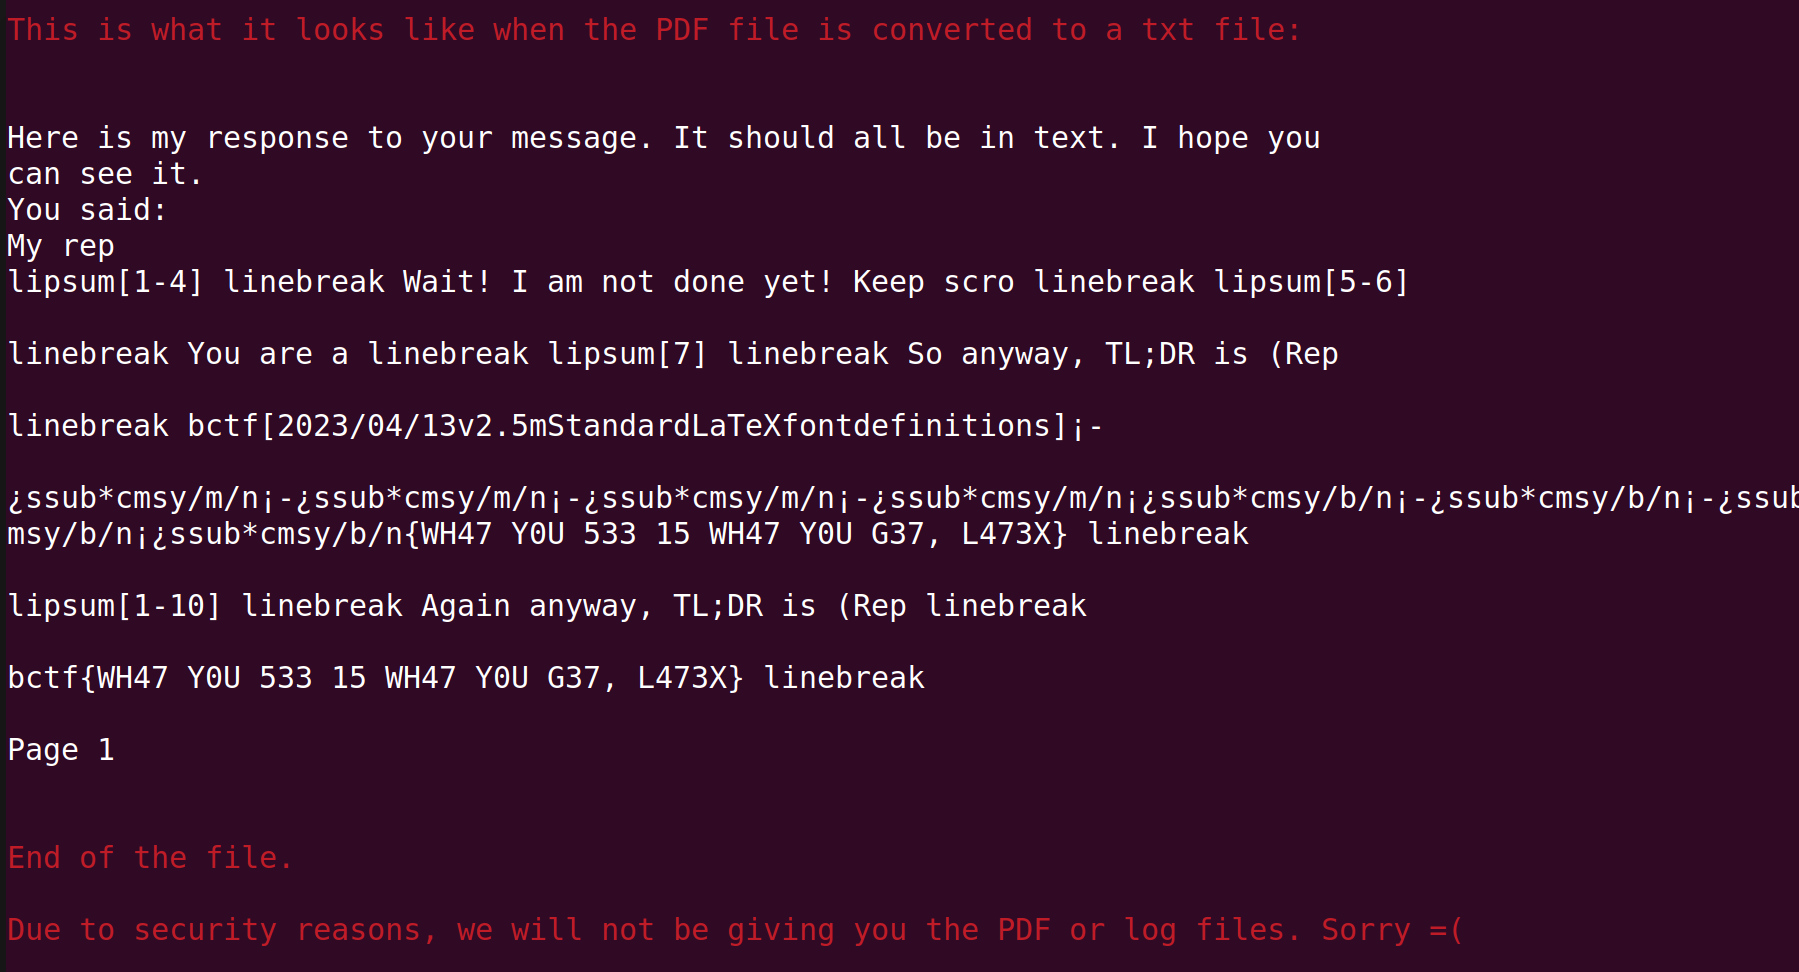 This is what it looks like when the PDF file is converted to a txt file:
Here is my response to your message. It should all be in text. I hope you
can see it.
You said:
My rep
lipsum[1-4] linebreak Wait! I am not done yet! Keep scro linebreak lipsum[5-6]
linebreak You are a linebreak lipsum[7] linebreak So anyway, TL;DR is (Rep
linebreak bctf[2023/04/13v2.5mStandardLaTeXfontdefinitions]¡-
¿ssub*cmsy/m/n¡-¿ssub*cmsy/m/n¡-¿ssub*cmsy/m/n¡-¿ssub*cmsy/m/n¡¿ssub*cmsy/b/n¡-¿ssub*cmsy/b/n¡-¿ssub
msy/b/n¡¿ssub*cmsy/b/n{WH47 Y0U 533 15 WH47 Y0U G37, L473X} linebreak
lipsum[1-10] linebreak Again anyway, TL;DR is (Rep linebreak
bctf{WH47 Y0U 533 15 WH47 Y0U G37, L473X} linebreak
Page 1
End of the file.
Due to security reasons, we will not be giving you the PDF or log files. Sorry =(